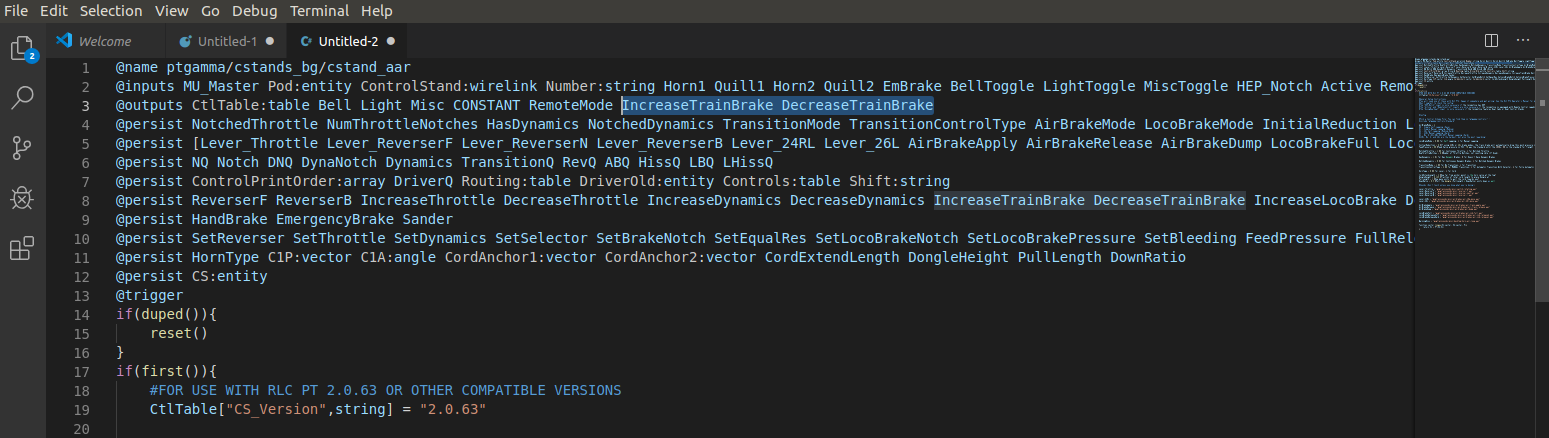 File Edit Selection View Go Debug Terminal Help
2
Welcome Untitled-1 Untitled-2
1 @name ptgamma/cstands_bg/cstand_aar
2 @inputs MU_Master Pod:entity ControlStand:wirelink Number:string Horn1 Quill1 Horn2 Quill2 EmBrake BellToggle LightToggle MiscToggle HEP_Notch Active Remo
3 @outputs CtlTable:table Bell Light Misc CONSTANT RemoteMode IncreaseTrainBrake DecreaseTrainBrake
4 @persist NotchedThrottle NumThrottleNotches HasDynamics NotchedDynamics TransitionMode TransitionControlType AirBrakeMode LocoBrakeMode InitialReduction L
5 @persist [Lever_Throttle Lever_ReverserF Lever_ReverserN Lever_ReverserB Lever_24RL Lever_26L AirBrakeApply AirBrakeRelease AirBrakeDump LocoBrakeFull Loc
6 @persist NQ Notch DNQ DynaNotch Dynamics TransitionQ RevQ ABQ HissQ LBQ LHissQ
7 @persist ControlPrintOrder:array DriverQ Routing:table DriverOld:entity Controls:table Shift:string
8 @persist ReverserF ReverserB IncreaseThrottle DecreaseThrottle IncreaseDynamics DecreaseDynamics IncreaseTrainBrake DecreaseTrainBrake IncreaseLocoBrake D
9 @persist HandBrake EmergencyBrake Sander
10 @persist SetReverser SetThrottle SetDynamics SetSelector SetBrakeNotch SetEqualRes SetLocoBrakeNotch SetLocoBrakePressure SetBleeding FeedPressure FullRel
11 @persist HornType C1P:vector C1A:angle CordAnchor1:vector CordAnchor2:vector CordExtendLength DongleHeight PullLength DownRatio
12 @persist CS:entity
13 @trigger
14 if(duped()){
15 reset()
16 }
17 if(first()){
18 #FOR USE WITH RLC PT 2.0.63 OR OTHER COMPATIBLE VERSIONS
19 CtlTable["CS_Version",string] = "2.0.63"
20